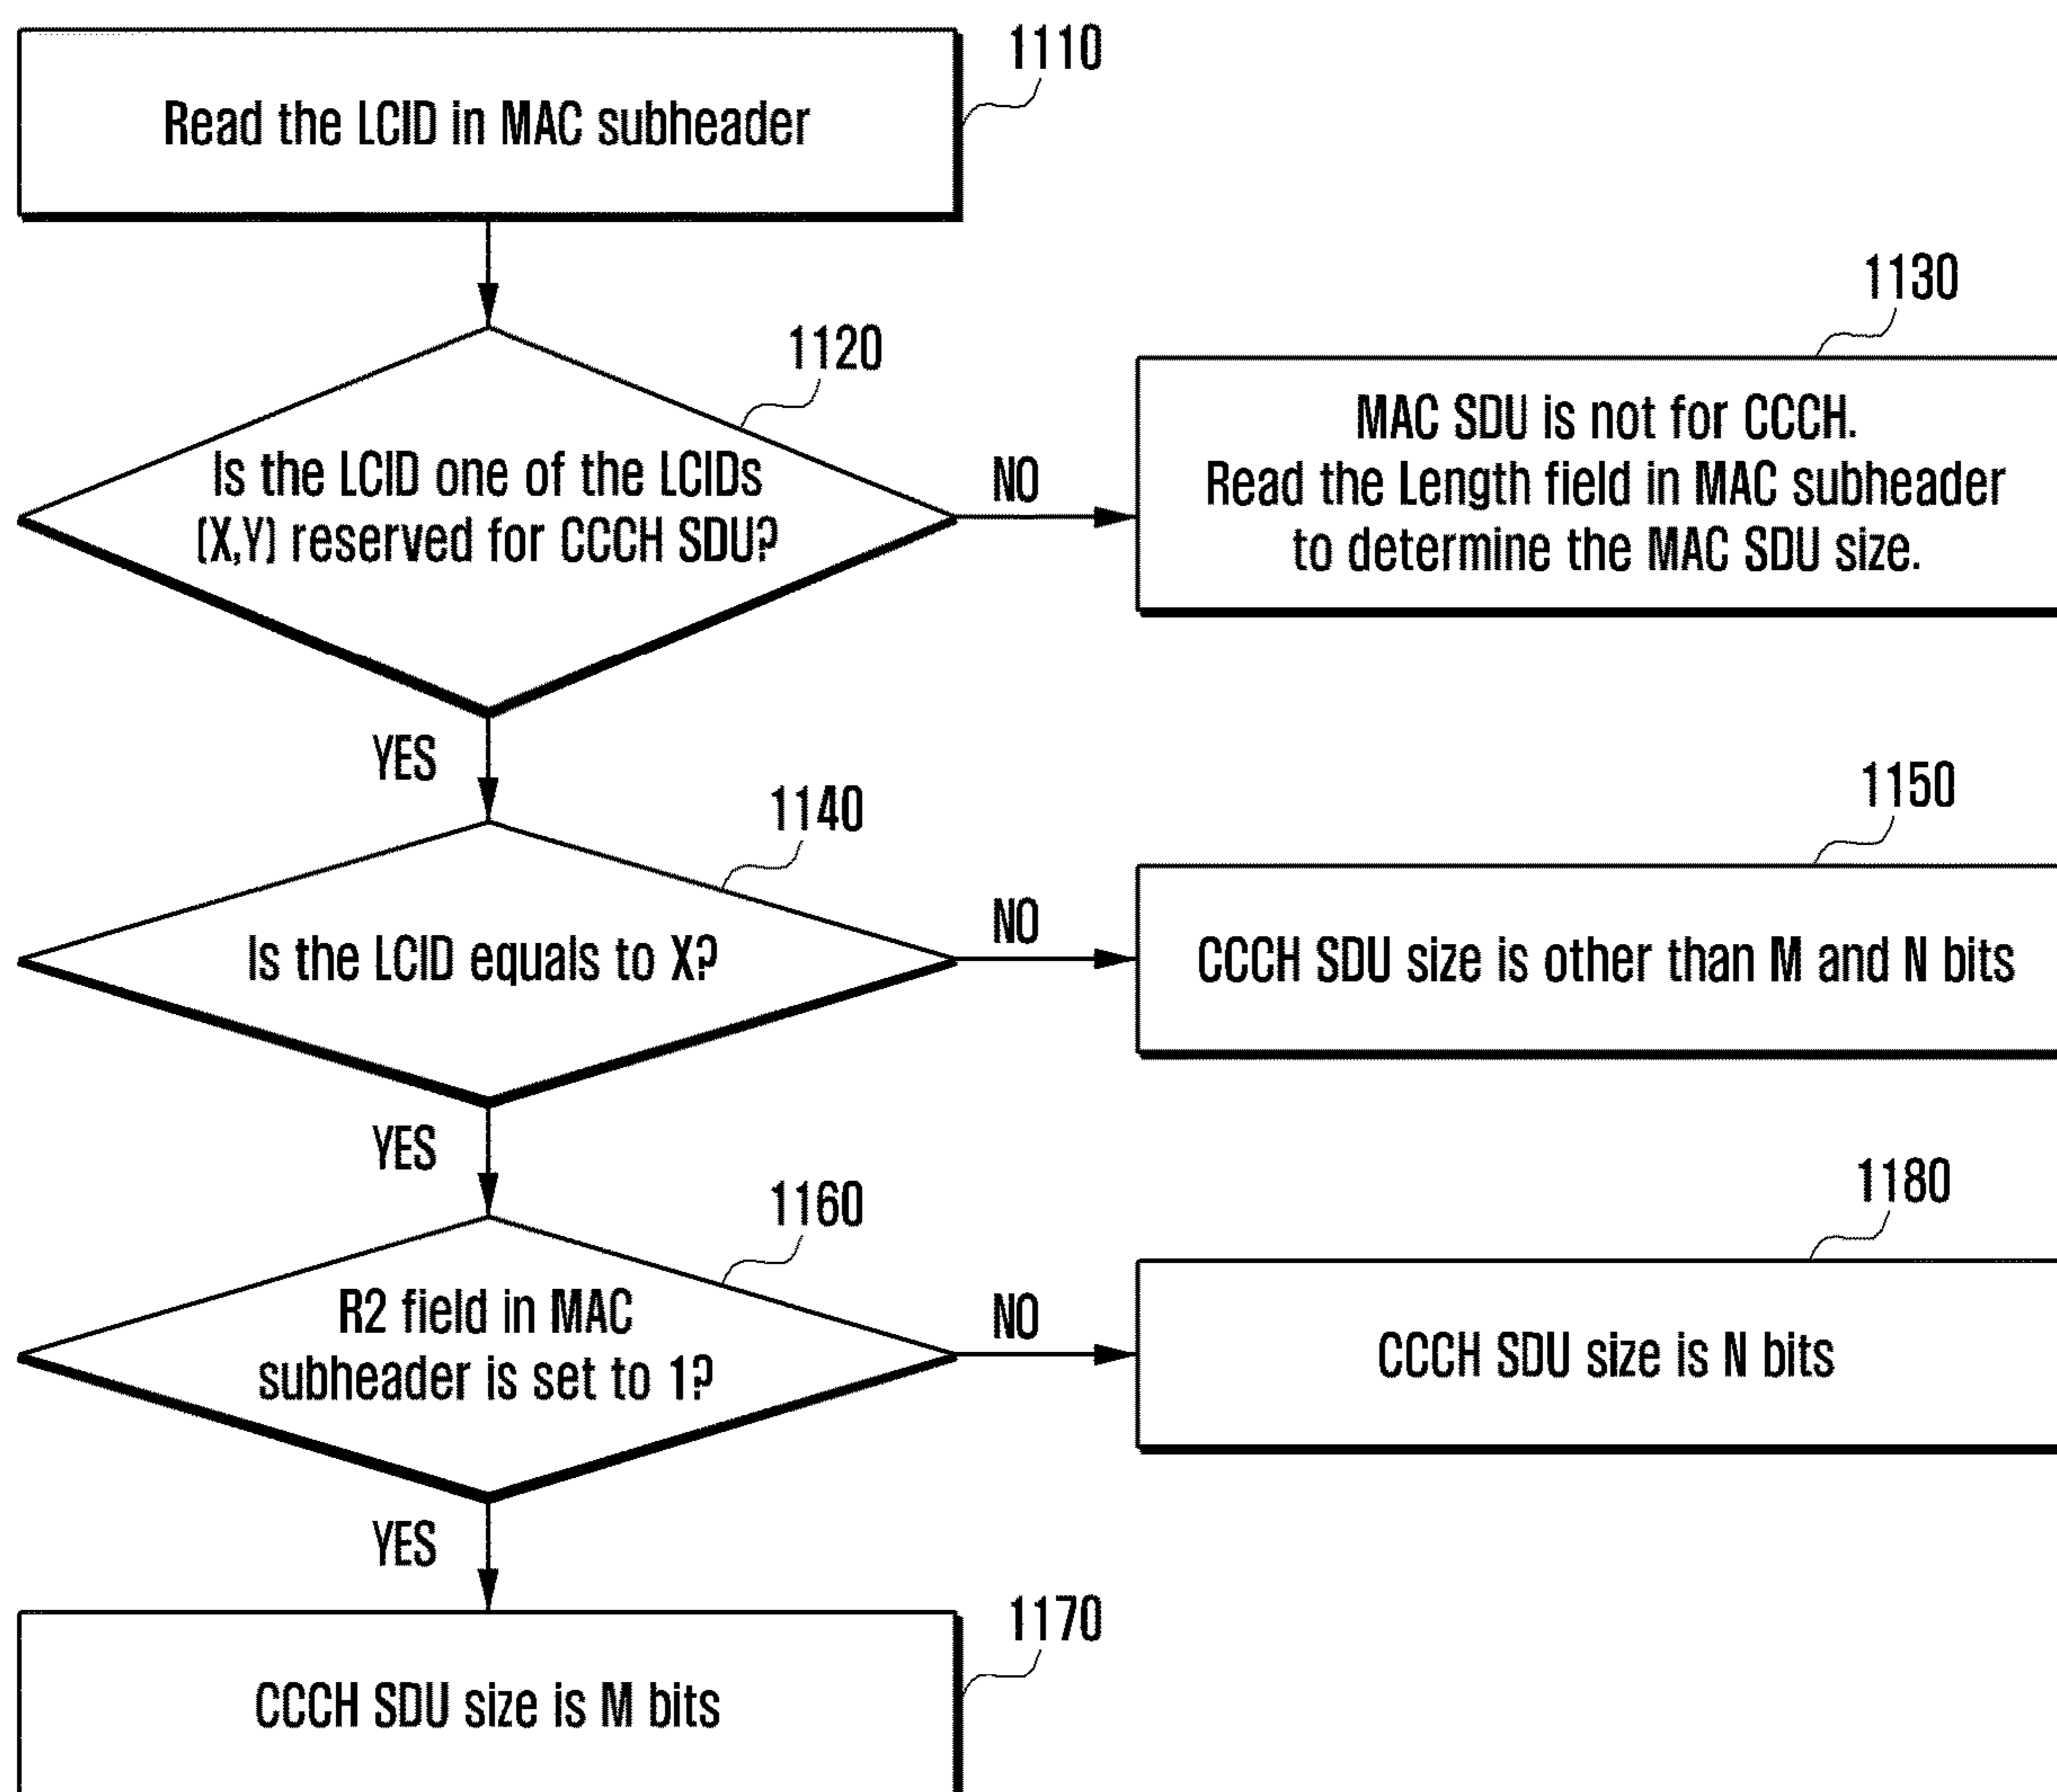 1110
Read the LCID in MAC subheader
1120
Is the LCID one of the LCIDs
(X,Y) reserved for CCCH SDU?
NO
1130
MAC SDU is not for CCCH.
Read the Length field in MAC subheader
to determine the MAC SDU size.
YES
1140
Is the LCID equals to X?
NO
1150
CCCH SDU size is other than M and N bits
YES
1160
R2 field in MAC
subheader is set to 1?
NO
1180
CCCH SDU size is N bits
YES
1170
CCCH SDU size is M bits